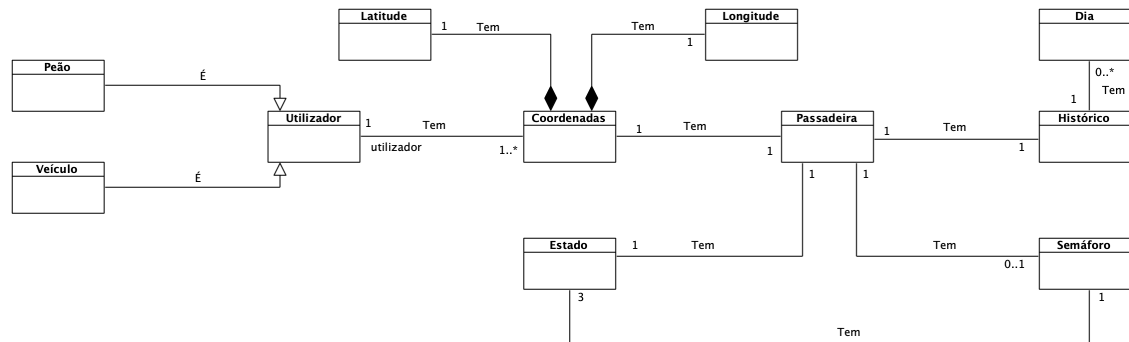 Latitude
1
Tem
Tem
1
Longitude
Dia
0..*
Tem
1
Peão
É
Utilizador
1
Tem
utilizador
1..*
Coordenadas
1
Tem
1
Passadeira
1
Tem
1
Histórico
Veículo
É
1
1
Estado
1
Tem
Tem
0..1
Semáforo
3
1
Tem